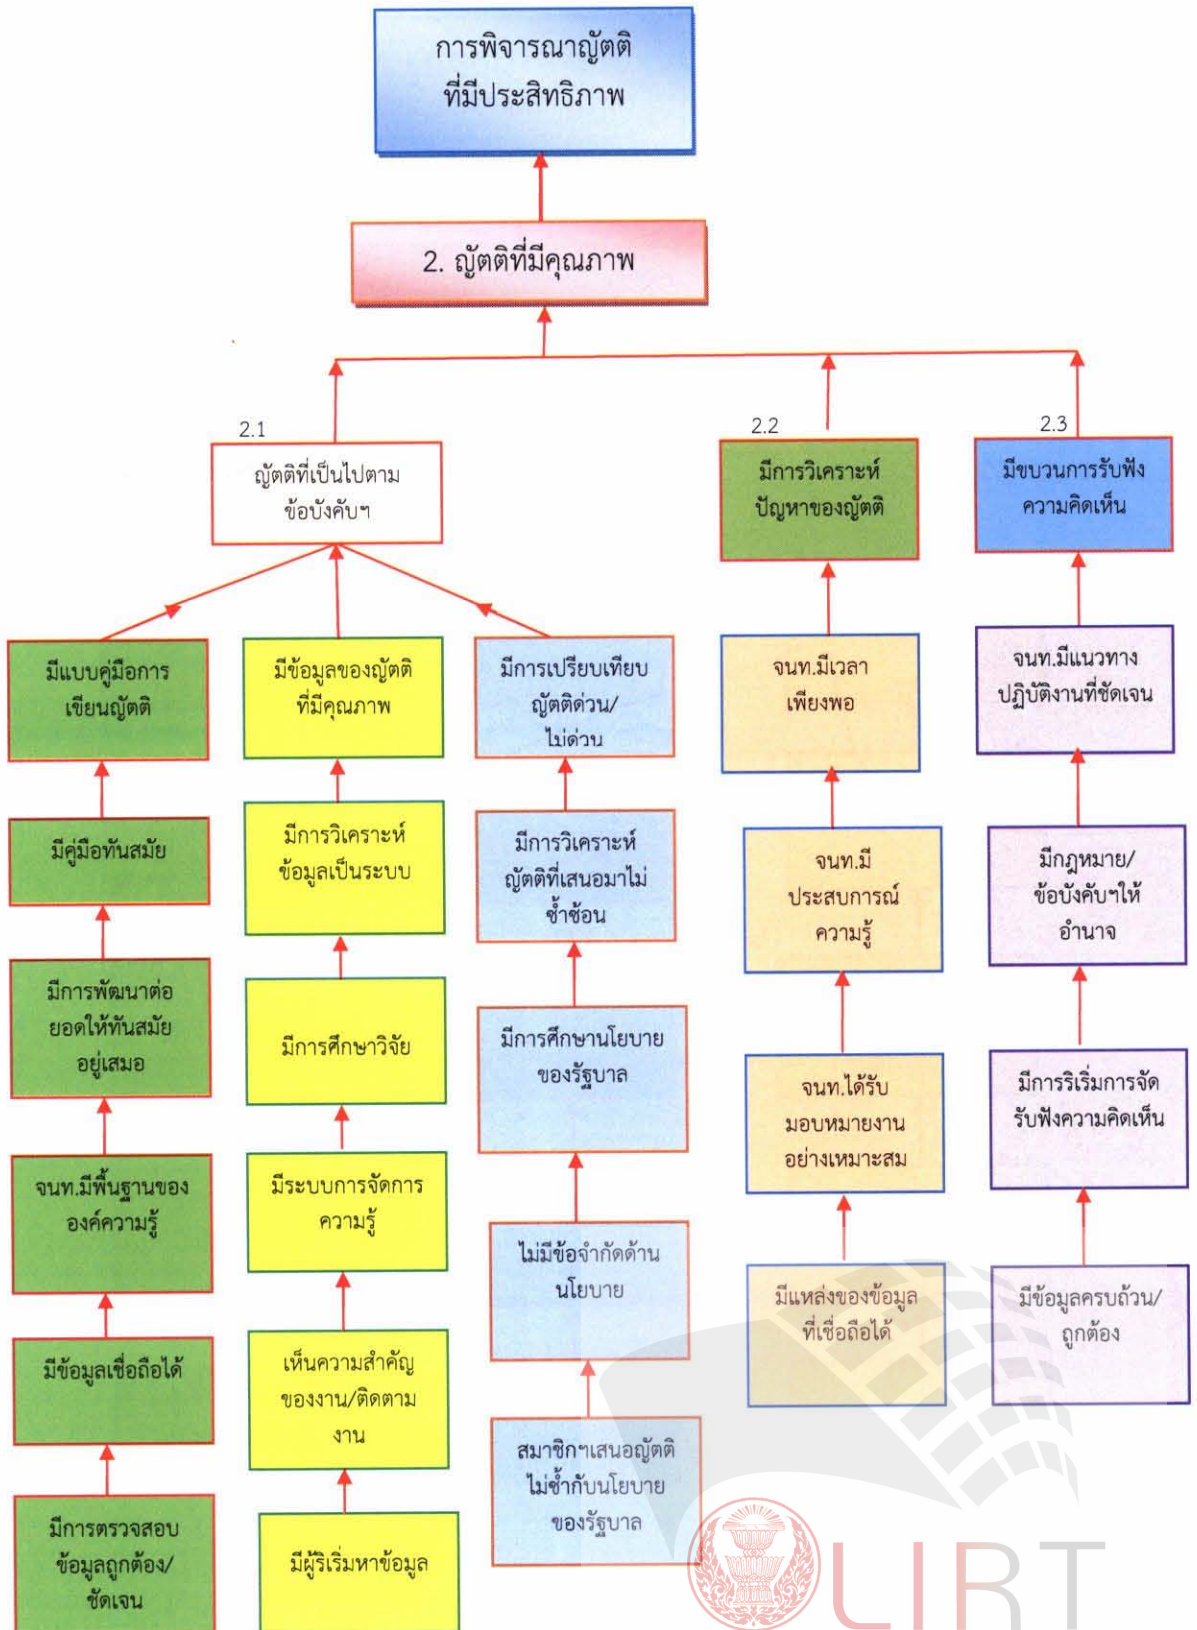 การพิจารณาญัตติ
ที่มีประสิทธิภาพ
2. ญัตติที่มีคุณภาพ
2.1
ญัตติที่เป็นไปตาม
ข้อบังคับฯ
2.2
มีการวิเคราะห์
ปัญหาของญัตติ
2.3
มีขบวนการรับฟัง
ความคิดเห็น
มีแบบคู่มือการ
เขียนญัตติ
มีคู่มือทันสมัย
มีการพัฒนาต่อ
ยอดให้ทันสมัย
อยู่เสมอ
จนท.มีพื้นฐานของ
องค์ความรู้
มีข้อมูลเชื่อถือได้
มีการตรวจสอบ
ข้อมูลถูกต้อง/
ชัดเจน
มีข้อมูลของญัตติ
ที่มีคุณภาพ
มีการวิเคราะห์
ข้อมูลเป็นระบบ
มีการศึกษาวิจัย
มีระบบการจัดการ
ความรู้
เห็นความสำคัญ
ของงาน/ติดตาม
งาน
มีผู้ริเริ่มหาข้อมูล
มีการเปรียบเทียบ
ญัตติด่วน/
ไม่ด่วน
มีการวิเคราะห์
ญัตติที่เสนอมาไม่
ซ้ำซ้อน
มีการศึกษานโยบาย
ของรัฐบาล
ไม่มีข้อจำกัดด้าน
นโยบาย
สมาชิกฯเสนอญัตติ
ไม่ซ้ำกับนโยบาย
ของรัฐบาล
จนท.มีเวลา
เพียงพอ
จนท.มี
ประสบการณ์
ความรู้
จนท.ได้รับ
มอบหมายงาน
อย่างเหมาะสม
มีแหล่งของข้อมูล
ที่เชื่อถือได้
จนท.มีแนวทาง
ปฏิบัติงานที่ชัดเจน
มีกฎหมาย/
ข้อบังคับฯให้
อำนาจ
มีการริเริ่มการจัด
รับฟังความคิดเห็น
มีข้อมูลครบถ้วน/
ถูกต้อง
LIRT